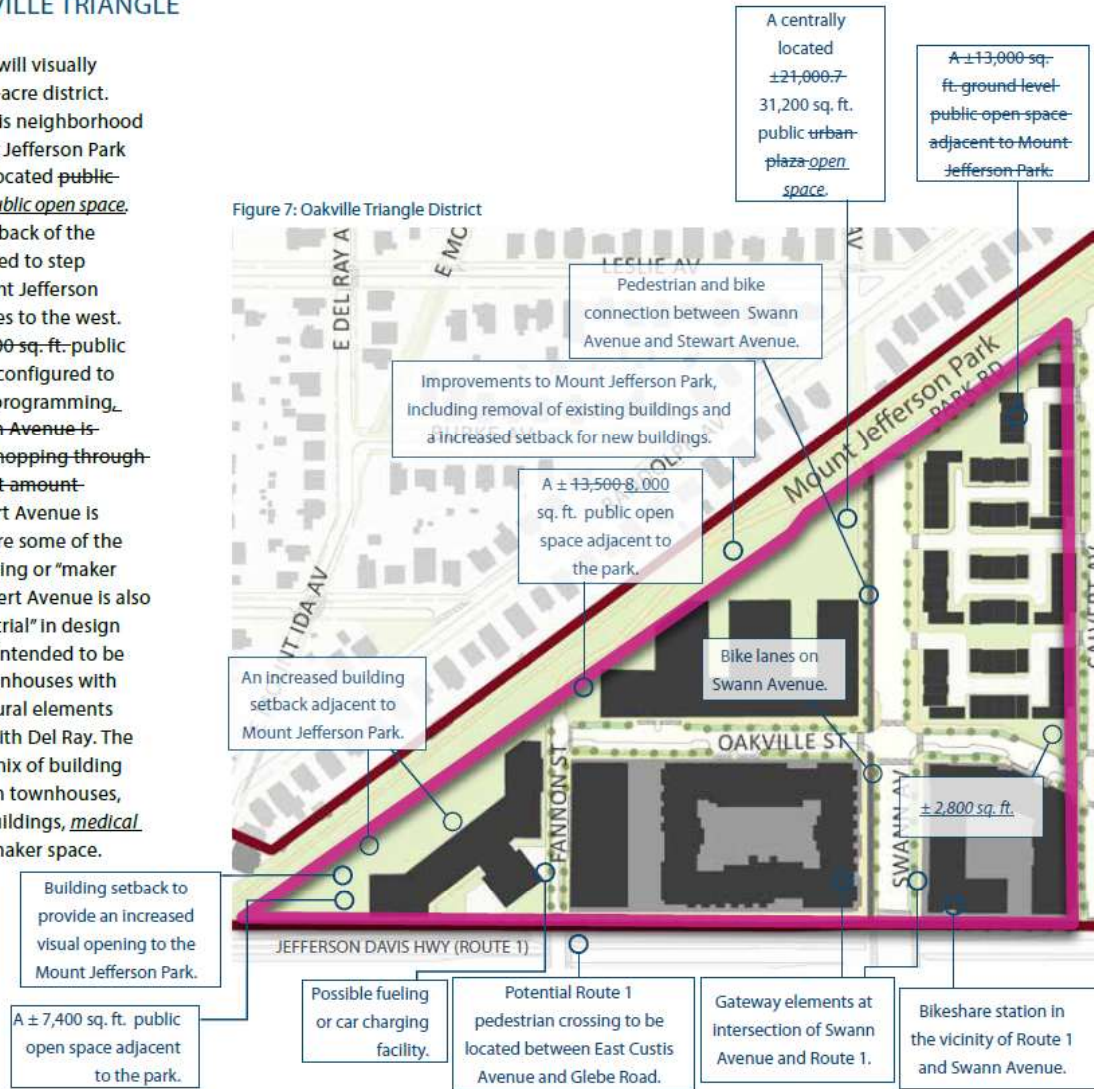 VILLE TRIANGLE
will visually
acre district.
is neighborhood
Jefferson Park
ocated public
ublic open space.
back of the
ed to step
nt Jefferson
es to the west.
00 sq. ft. public
configured to
programming,
n Avenue is
hopping through
t amount
rt Avenue is
re some of the
ing or "maker
ert Avenue is also
trial" in design
intended to be
nhouses with
ural elements
ith Del Ray. The
mix of building
n townhouses,
uildings, medical
maker space.
A centrally
located
±21,000.7
31,200 sq. ft.
public urban
plaza open
space.
A ±13,000 sq.
ft. ground level
public open space
adjacent to Mount
Jefferson Park.
Figure 7: Oakville Triangle District
E DEL RAY A
E MC
LESLIE AV
AV
Pedestrian and bike
connection between Swann
Avenue and Stewart Avenue.
Improvements to Mount Jefferson Park,
including removal of existing buildings and
a increased setback for new buildings.
BURKE AV
RANDOLPH AV
Mount Jefferson Park
PARK RD
A ± 13,500 8,000
sq. ft. public open
space adjacent to
the park.
MOUNT IDA AV
An increased building
setback adjacent to
Mount Jefferson Park.
Bike lanes on
Swann Avenue.
CALVERT AV
OAKVILLE ST
FANNON ST
SWANN AV
± 2,800 sq. ft.
Building setback to
provide an increased
visual opening to the
Mount Jefferson Park.
JEFFERSON DAVIS HWY (ROUTE 1)
A ± 7,400 sq. ft. public
open space adjacent
to the park.
Possible fueling
or car charging
facility.
Potential Route 1
pedestrian crossing to be
located between East Custis
Avenue and Glebe Road.
Gateway elements at
intersection of Swann
Avenue and Route 1.
Bikeshare station in
the vicinity of Route 1
and Swann Avenue.